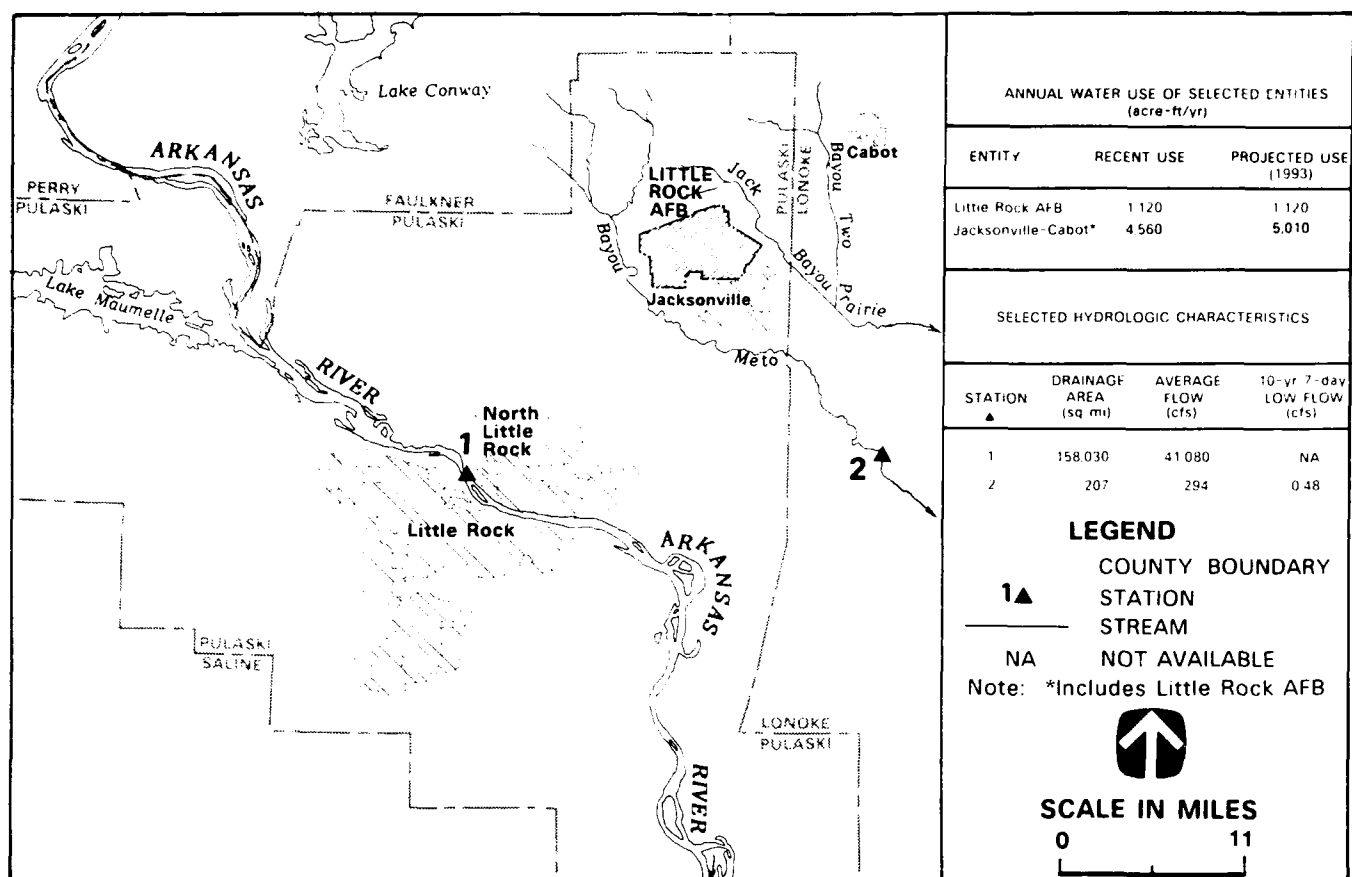 Lake Conway
ARKANSAS
PERRY
PULASKI
FAULKNER
PULASKI
LITTLE
ROCK
AFB
Jack
Bayou
PULASKI
LONOKE
Bayou
Two
Prairie
Cabot
Bayou
Meto
Jacksonville
Lake Maumelle
RIVER
1
North
Little
Rock
Little Rock
2
ARKANSAS
PULASKI
SALINE
LONOKE
PULASKI
RIVER
ANNUAL WATER USE OF SELECTED ENTITIES
(acre-ft/yr)
ENTITY RECENT USE PROJECTED USE
(1993)
Little Rock AFB 1 120 1 120
Jacksonville-Cabot* 4,560 5,010
SELECTED HYDROLOGIC CHARACTERISTICS
STATION DRAINAGE AREA (sq mi) AVERAGE FLOW (cfs) 10-yr 7-day LOW FLOW (cfs)
▲
1 158 030 41 080 NA
2 207 294 0 48
LEGEND
COUNTY BOUNDARY
1▲ STATION
STREAM
NA NOT AVAILABLE
Note: *Includes Little Rock AFB
SCALE IN MILES
0 11